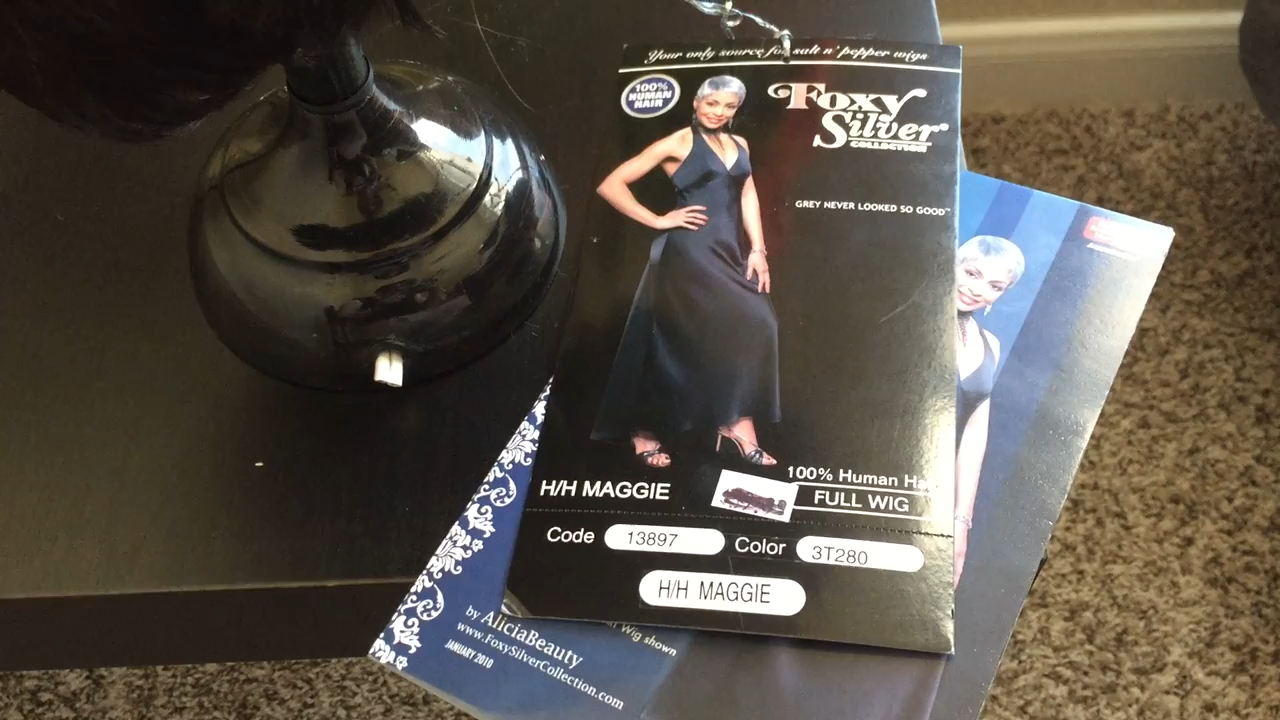 Your only source for salt n' pepper wigs
100%
HUMAN
HAIR
Foxy
Silver®
COLLECTION
GREY NEVER LOOKED SO GOOD™
H/H MAGGIE
100% Human Ha
FULL WIG
Code 13897 Color 3T280
H/H MAGGIE
Wig shown
by AliciaBeauty
www.FoxySilverCollection.com
JANUARY 2010